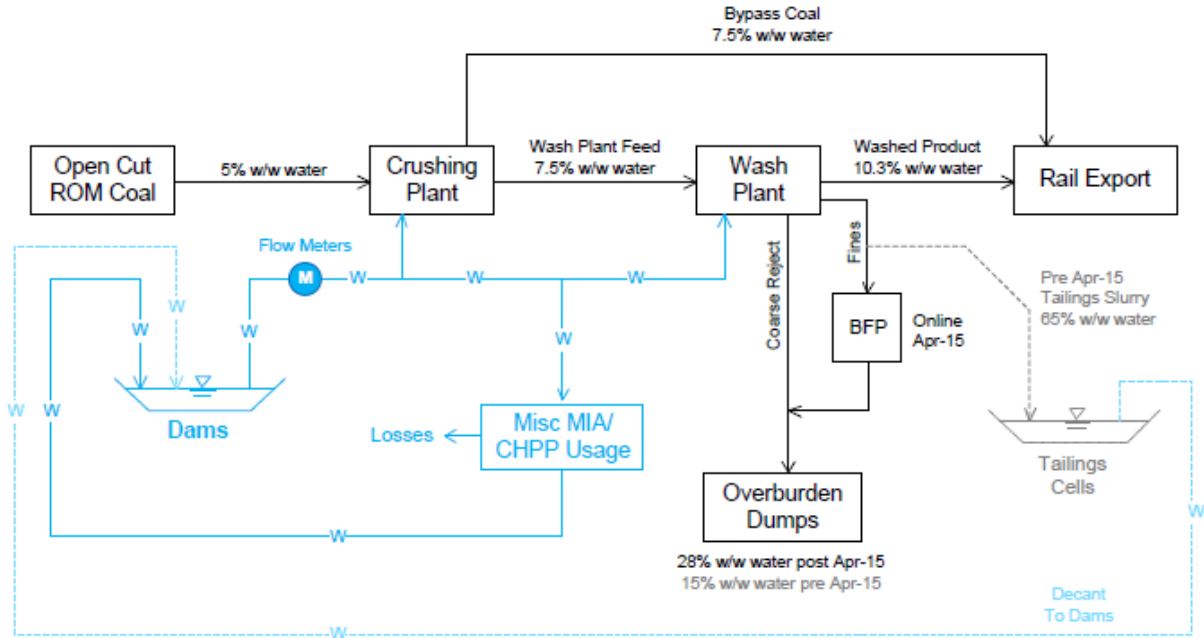 Bypass Coal
7.5% w/w water
Open Cut
ROM Coal
5% w/w water
Crushing
Plant
Wash Plant Feed
7.5% w/w water
Wash
Plant
Washed Product
10.3% w/w water
Rail Export
Flow Meters
M
W
W
W
W
W
W
W
W
Dams
Losses
Misc MIA/
CHPP Usage
W
Coarse Reject
Fines
BFP
Online
Apr-15
Pre Apr-15
Tailings Slurry
65% w/w water
Tailings
Cells
W
Overburden
Dumps
28% w/w water post Apr-15
15% w/w water pre Apr-15
Decant
To Dams
W